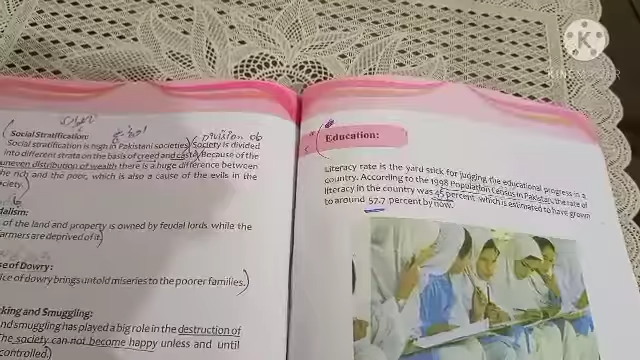 Social Stratification:
Social stratification is high in Pakistani societies. Society is divided
into different strata on the basis of creed and caste. Because of the
uneven distribution of wealth there is a huge difference between
he rich and the poor, which is also a cause of the evils in the
ciety.
dalism:
of the land and property is owned by feudal lords while the
armers are deprived of it.
se of Dowry:
ice of dowry brings untold miseries to the poorer families.
cking and Smuggling:
nd smuggling has played a big role in the destruction of
The society can not become happy unless and until
controlled.
Education:
Literacy rate is the yard stick for judging the educational progress in a
country. According to the 1998 Population Census in Pakistan, the rate of
literacy in the country was 45 percent which is estimated to have grown
to around 57.7 percent by now.
K
KINEMASTER